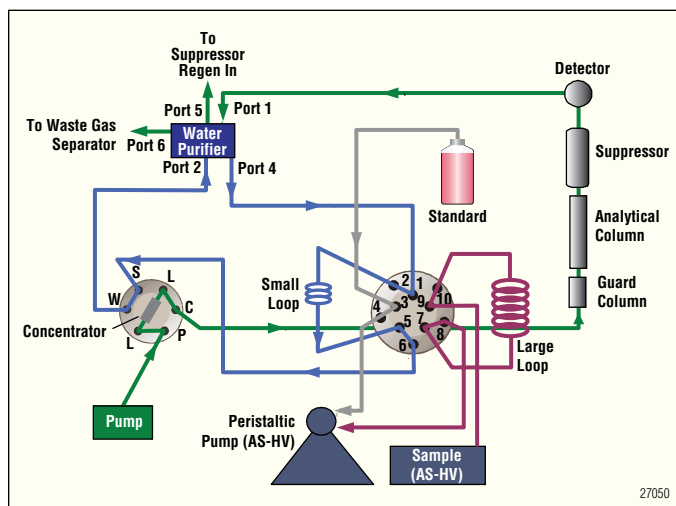 To
Suppressor
Regen In
Port 5
Port 1
To Waste Gas
Separator
Port 6
Water
Purifier
Port 2
Port 4
Detector
Suppressor
Standard
Analytical
Column
Guard
Column
Small
Loop
Large
Loop
S
L
W
C
L
P
Concentrator
2
1
3
9
10
4
5
7
8
6
Pump
Peristaltic
Pump (AS-HV)
Sample
(AS-HV)
27050